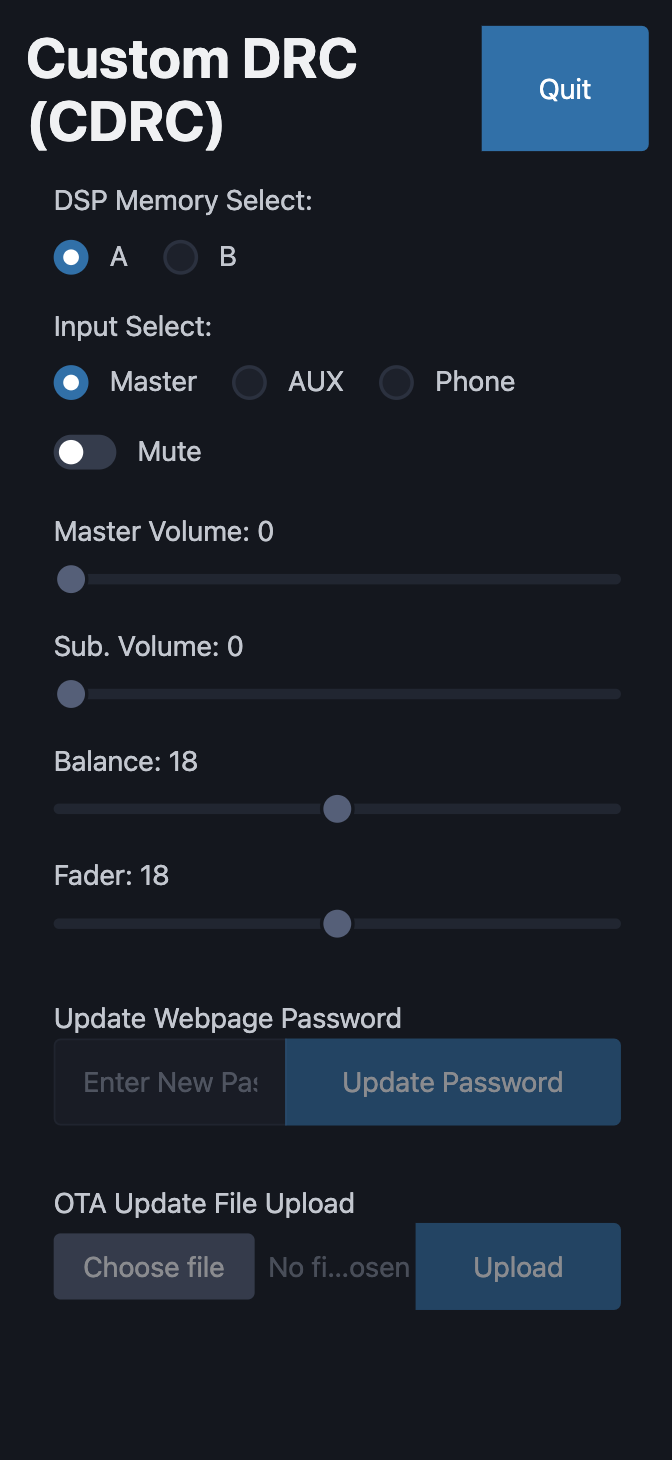 Custom DRC
(CDRC)
Quit
DSP Memory Select:
A B
Input Select:
Master AUX Phone
Mute
Master Volume: 0
Sub. Volume: 0
Balance: 18
Fader: 18
Update Webpage Password
Enter New Pas Update Password
OTA Update File Upload
Choose file No fi...osen Upload